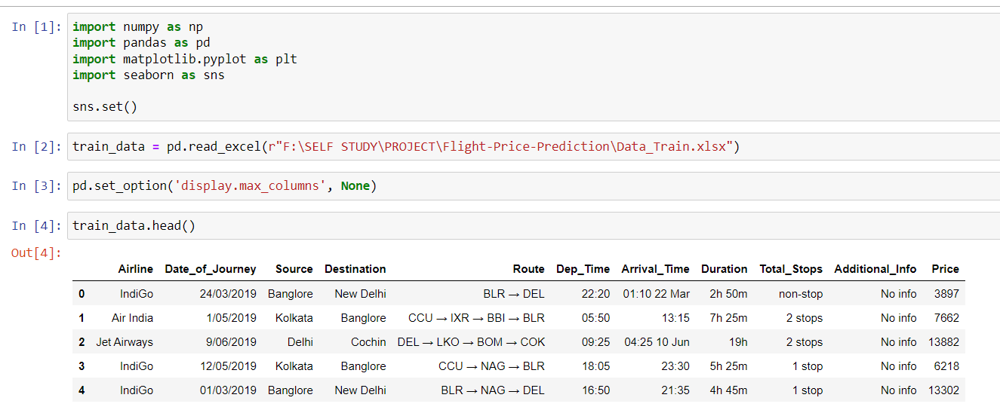 In [1]: import numpy as np
import pandas as pd
import matplotlib.pyplot as plt
import seaborn as sns
sns.set()
In [2]: train_data = pd.read_excel(r"F:\SELF STUDY\PROJECT\Flight-Price-Prediction\Data_Train.xlsx")
In [3]: pd.set_option('display.max_columns', None)
In [4]: train_data.head()
Out[4]:
Airline Date_of_Journey Source Destination Route Dep_Time Arrival_Time Duration Total_Stops Additional_Info Price
0 IndiGo 24/03/2019 Banglore New Delhi BLR → DEL 22:20 01:10 22 Mar 2h 50m non-stop No info 3897
1 Air India 1/05/2019 Kolkata Banglore CCU → IXR → BBI → BLR 05:50 13:15 7h 25m 2 stops No info 7662
2 Jet Airways 9/06/2019 Delhi Cochin DEL → LKO → BOM → COK 09:25 04:25 10 Jun 19h 2 stops No info 13882
3 IndiGo 12/05/2019 Kolkata Banglore CCU → NAG → BLR 18:05 23:30 5h 25m 1 stop No info 6218
4 IndiGo 01/03/2019 Banglore New Delhi BLR → NAG → DEL 16:50 21:35 4h 45m 1 stop No info 13302